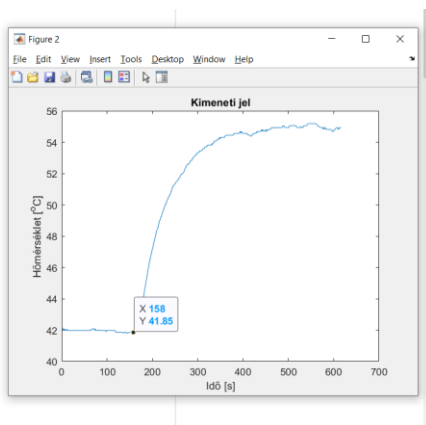 Figure 2
File Edit View Insert Tools Desktop Window Help
Kimeneti jel
56
54
52
50
48
46
44
42
40
Hőmérséklet [°C]
X 158
Y 41.85
0 100 200 300 400 500 600 700
Idő [s]